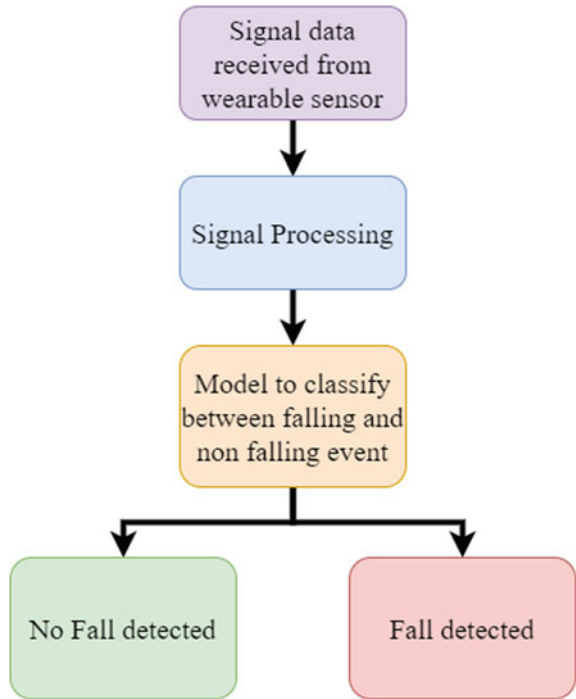 Signal data
received from
wearable sensor
Signal Processing
Model to classify
between falling and
non falling event
No Fall detected
Fall detected